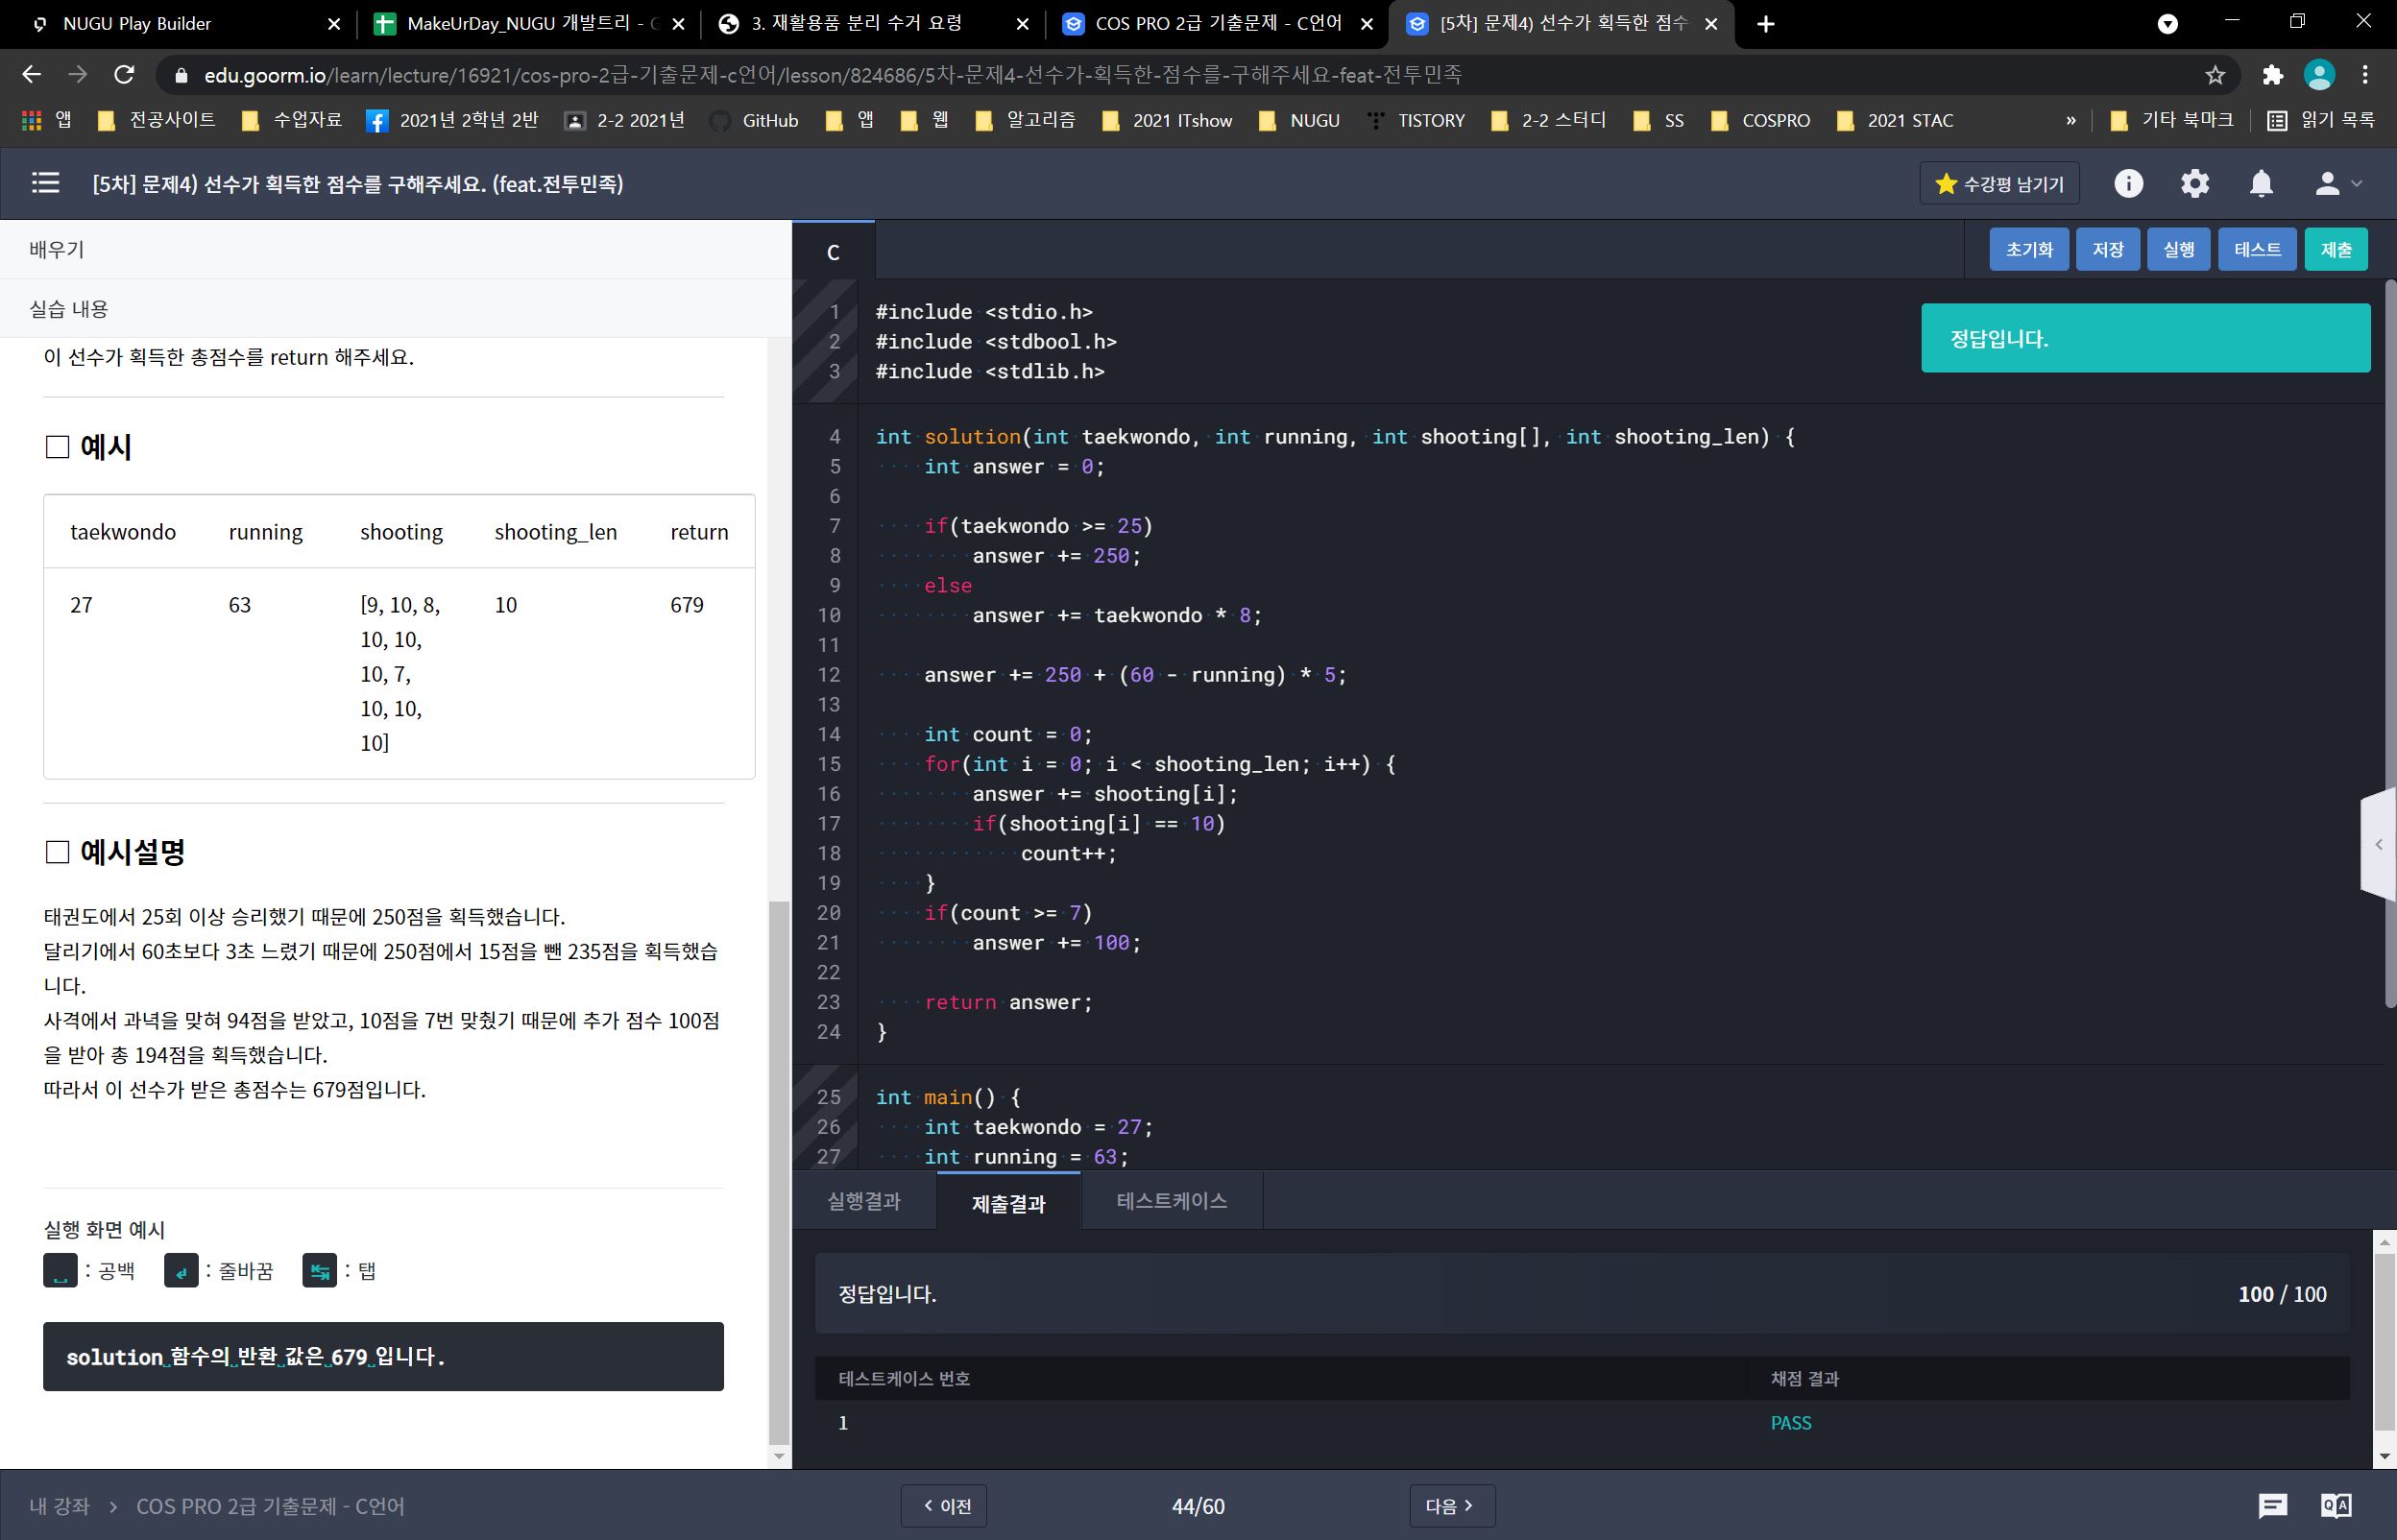 NUGU Play Builder
MakeUrDay_NUGU 개발트리 - G
3. 재활용품 분리 수거 요령
COS PRO 2급 기출문제 - C언어
[5차] 문제4) 선수가 획득한 점수
edu.goorm.io/learn/lecture/16921/cos-pro-2급-기출문제-c언어/lesson/824686/5차-문제4-선수가-획득한-점수를-구해주세요-feat-전투민족
앱 전공사이트 수업자료 2021년 2학년 2반 2-2 2021년 GitHub 앱 웹 알고리즘 2021 ITshow NUGU TISTORY 2-2 스터디 SS COSPRO 2021 STAC » 기타 북마크 읽기 목록
[5차] 문제4) 선수가 획득한 점수를 구해주세요. (feat.전투민족)
수강평 남기기
배우기
실습 내용
이 선수가 획득한 총점수를 return 해주세요.
예시
taekwondo running shooting shooting_len return
27 63 [9, 10, 8, 10 679
10, 10,
10, 7,
10, 10,
10]
예시설명
태권도에서 25회 이상 승리했기 때문에 250점을 획득했습니다.
달리기에서 60초보다 3초 느렸기 때문에 250점에서 15점을 뺀 235점을 획득했습
니다.
사격에서 과녁을 맞혀 94점을 받았고, 10점을 7번 맞췄기 때문에 추가 점수 100점
을 받아 총 194점을 획득했습니다.
따라서 이 선수가 받은 총점수는 679점입니다.
실행 화면 예시
: 공백 : 줄바꿈 : 탭
solution 함수의 반환 값은 679 입니다.
C
초기화 저장 실행 테스트 제출
정답입니다.
1 #include <stdio.h>
2 #include <stdbool.h>
3 #include <stdlib.h>
4 int solution(int taekwondo, int running, int shooting[], int shooting_len) {
5     int answer = 0;
6
7     if(taekwondo >= 25)
8         answer += 250;
9     else
10         answer += taekwondo * 8;
11
12     answer += 250 + (60 - running) * 5;
13
14     int count = 0;
15     for(int i = 0; i < shooting_len; i++) {
16         answer += shooting[i];
17         if(shooting[i] == 10)
18             count++;
19     }
20     if(count >= 7)
21         answer += 100;
22
23     return answer;
24 }
25 int main() {
26     int taekwondo = 27;
27     int running = 63;
실행결과 제출결과 테스트케이스
정답입니다. 100 / 100
테스트케이스 번호 채점 결과
1 PASS
내 강좌 > COS PRO 2급 기출문제 - C언어
< 이전 44/60 다음 >
Q A